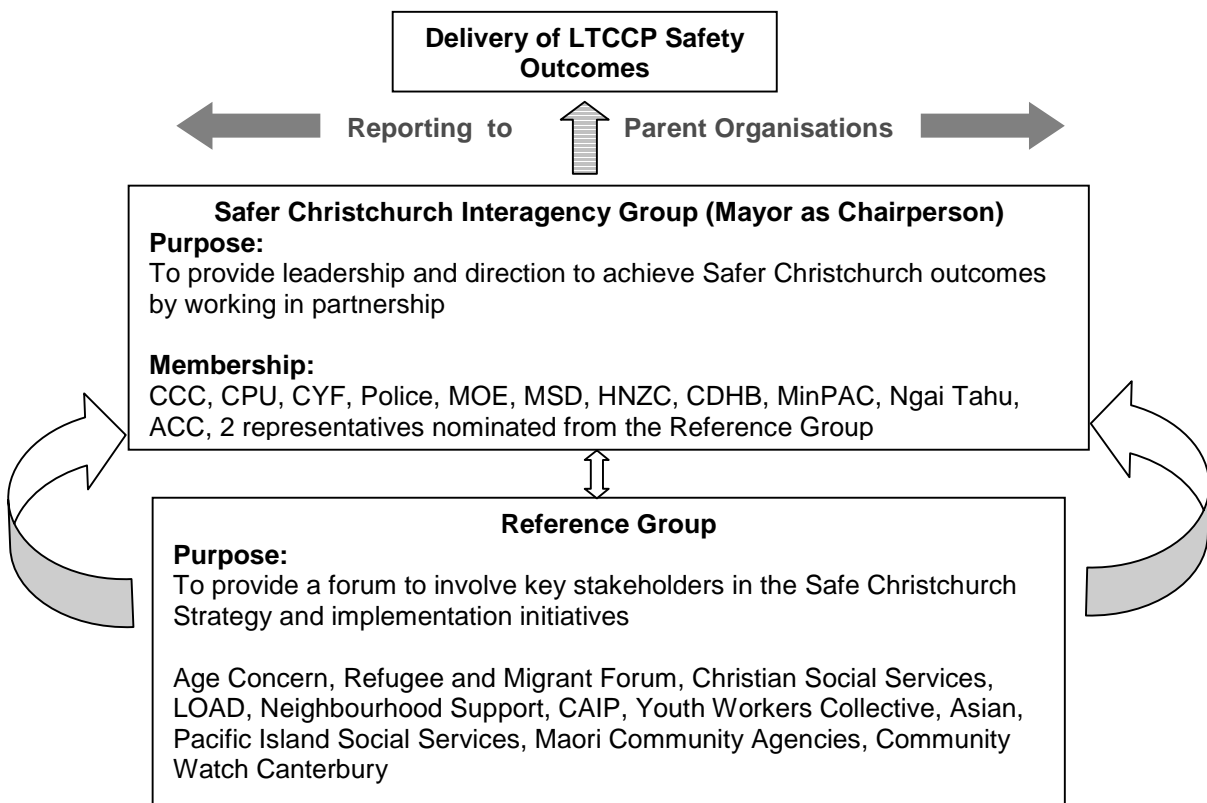 Delivery of LTCCP Safety
Outcomes
Reporting to Parent Organisations
Safer Christchurch Interagency Group (Mayor as Chairperson)
Purpose:
To provide leadership and direction to achieve Safer Christchurch outcomes
by working in partnership
Membership:
CCC, CPU, CYF, Police, MOE, MSD, HNZC, CDHB, MinPAC, Ngai Tahu,
ACC, 2 representatives nominated from the Reference Group
Reference Group
Purpose:
To provide a forum to involve key stakeholders in the Safe Christchurch
Strategy and implementation initiatives
Age Concern, Refugee and Migrant Forum, Christian Social Services,
LOAD, Neighbourhood Support, CAIP, Youth Workers Collective, Asian,
Pacific Island Social Services, Maori Community Agencies, Community
Watch Canterbury